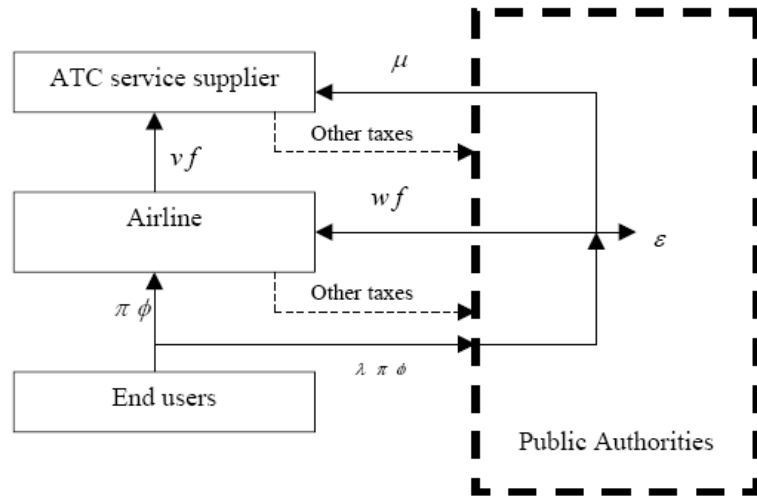 ATC service supplier
μ
Other taxes
v f
w f
Airline
ε
Other taxes
π ϕ
λ π ϕ
End users
Public Authorities